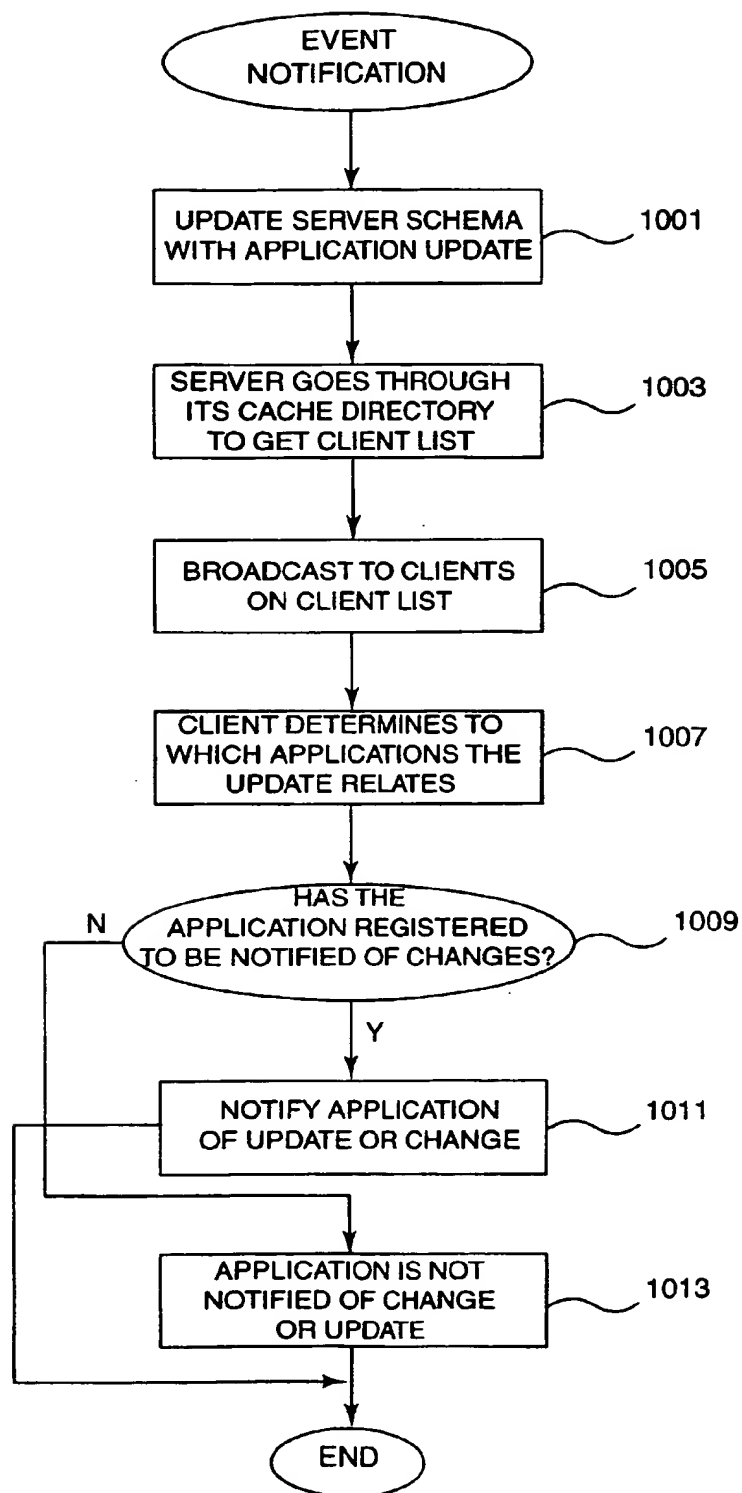 EVENT
NOTIFICATION
UPDATE SERVER SCHEMA
WITH APPLICATION UPDATE
1001
SERVER GOES THROUGH
ITS CACHE DIRECTORY
TO GET CLIENT LIST
1003
BROADCAST TO CLIENTS
ON CLIENT LIST
1005
CLIENT DETERMINES TO
WHICH APPLICATIONS THE
UPDATE RELATES
1007
HAS THE
APPLICATION REGISTERED
TO BE NOTIFIED OF CHANGES?
1009
N
Y
NOTIFY APPLICATION
OF UPDATE OR CHANGE
1011
APPLICATION IS NOT
NOTIFIED OF CHANGE
OR UPDATE
1013
END